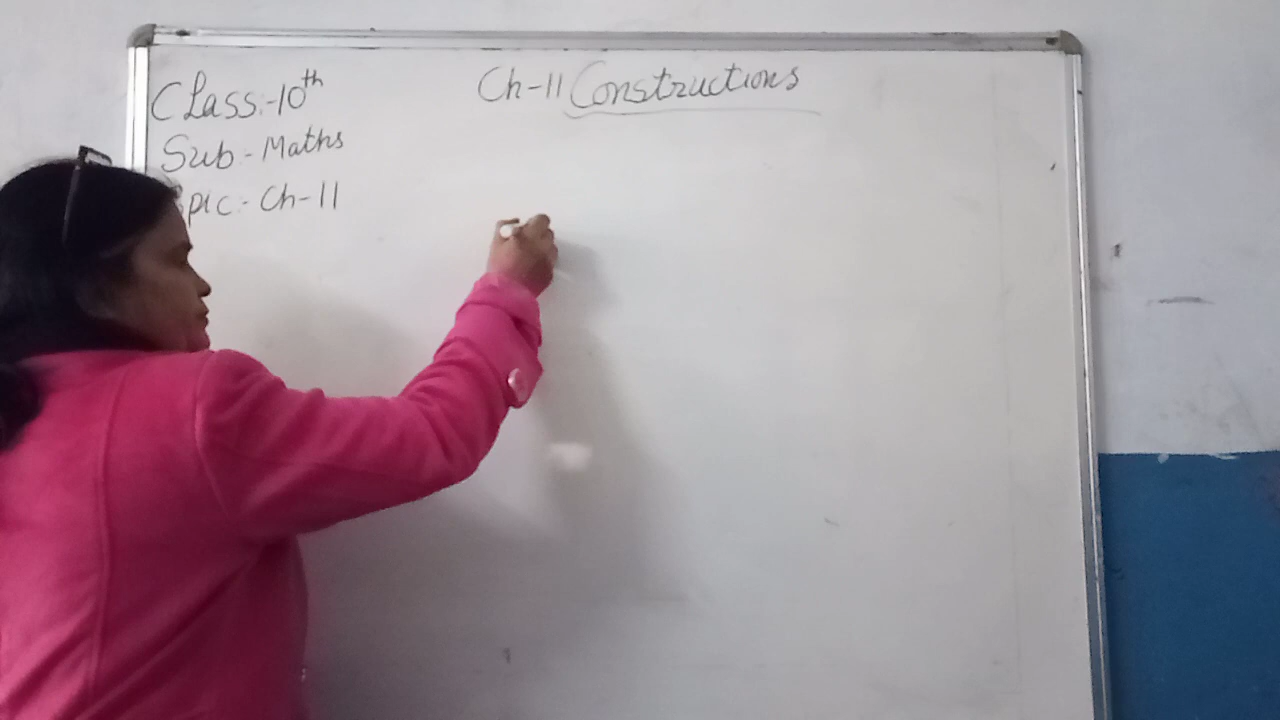 Class:-10th
Sub:- Maths
pic:- Ch-11
Ch-11 Constructions